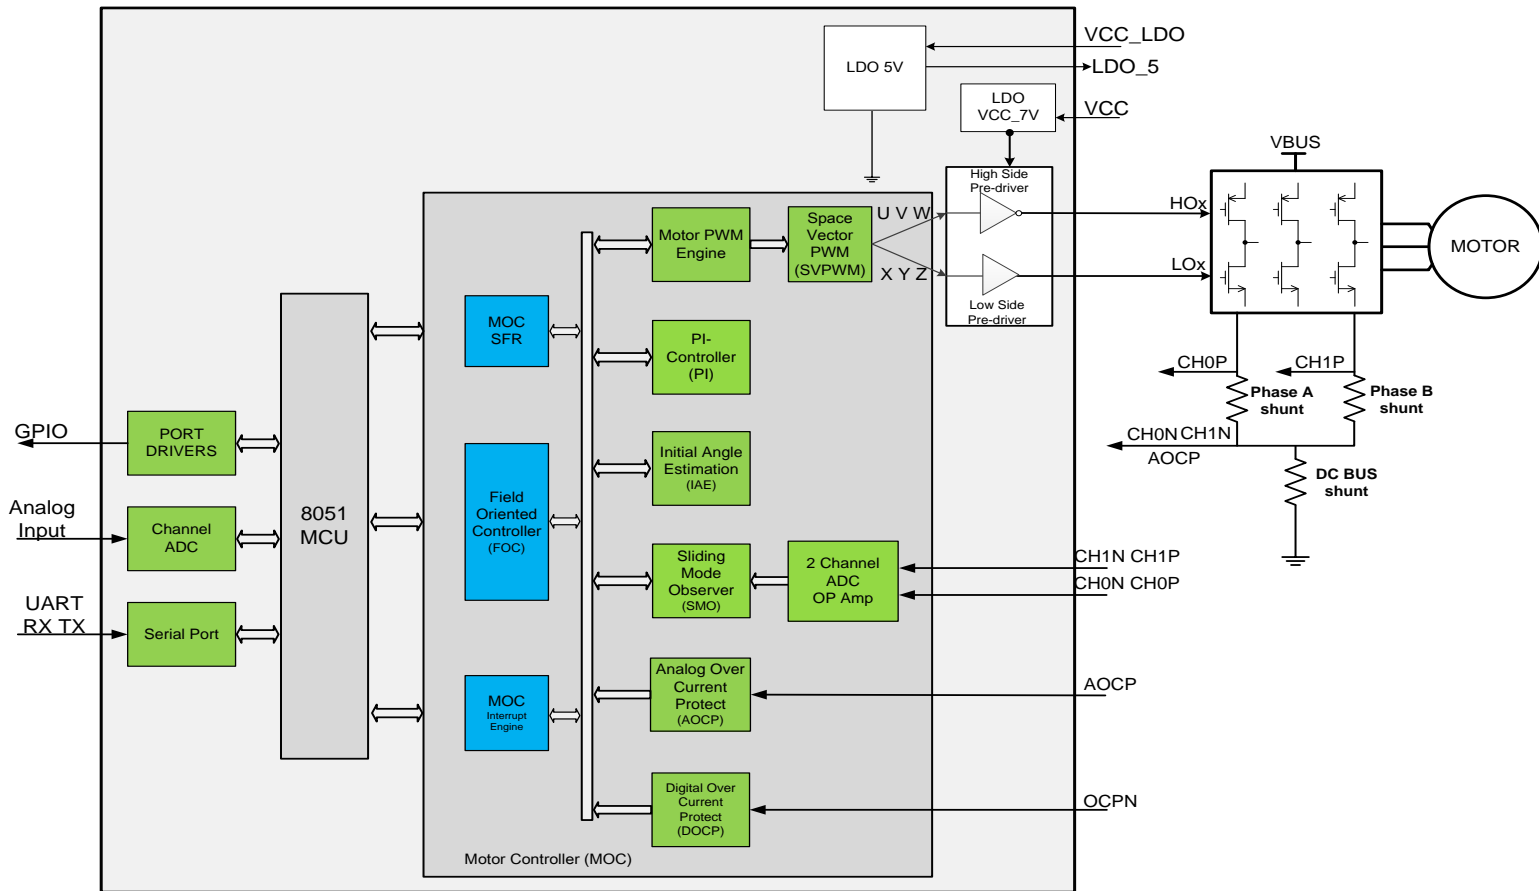 VCC_LDO
LDO 5V
LDO_5
LDO
VCC_7V
VCC
VBUS
High Side
Pre-driver
U V W
HOx
X Y Z
LOx
Low Side
Pre-driver
MOTOR
Motor PWM
Engine
Space
Vector
PWM
(SVPWM)
MOC
SFR
PI-
Controller
(PI)
CH0P
CH1P
Phase A
shunt
Phase B
shunt
CH0N CH1N
AOCP
DC BUS
shunt
GPIO
PORT
DRIVERS
Analog
Input
Channel
ADC
UART
RX TX
Serial Port
8051
MCU
Field
Oriented
Controller
(FOC)
Initial Angle
Estimation
(IAE)
Sliding
Mode
Observer
(SMO)
2 Channel
ADC
OP Amp
CH1N CH1P
CH0N CH0P
MOC
Interrupt
Engine
Analog Over
Current
Protect
(AOCP)
AOCP
Digital Over
Current
Protect
(DOCP)
OCPN
Motor Controller (MOC)